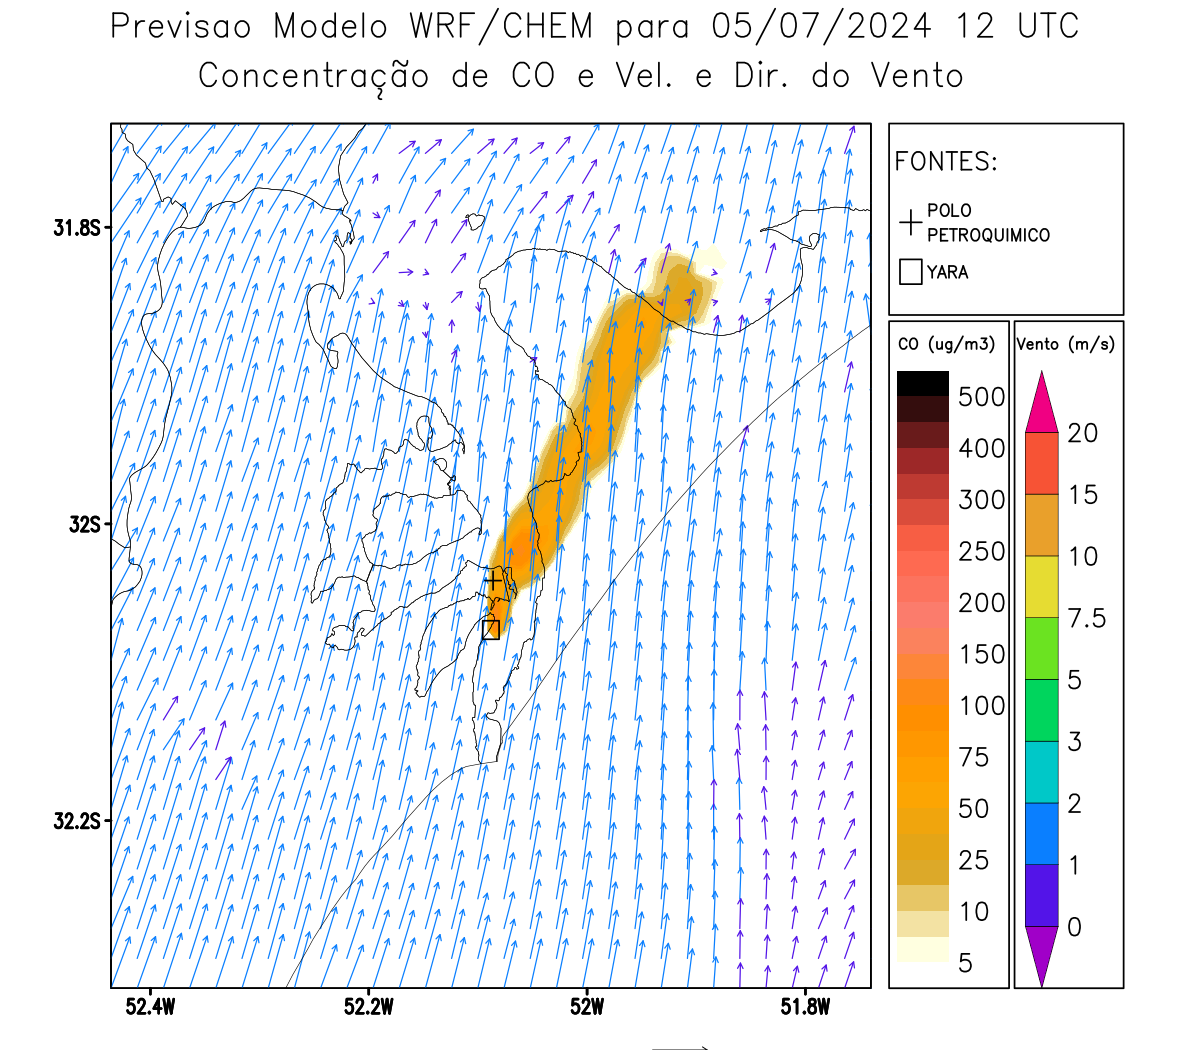 Previsao Modelo WRF/CHEM para 05/07/2024 12 UTC
Concentração de CO e Vel. e Dir. do Vento
FONTES:
POLO
PETROQUIMICO
YARA
CO (ug/m3)
500
400
300
250
200
150
100
75
50
25
10
5
Vento (m/s)
20
15
10
7.5
5
3
2
1
0
31.8S
32S
32.2S
52.4W
52.2W
52W
51.8W